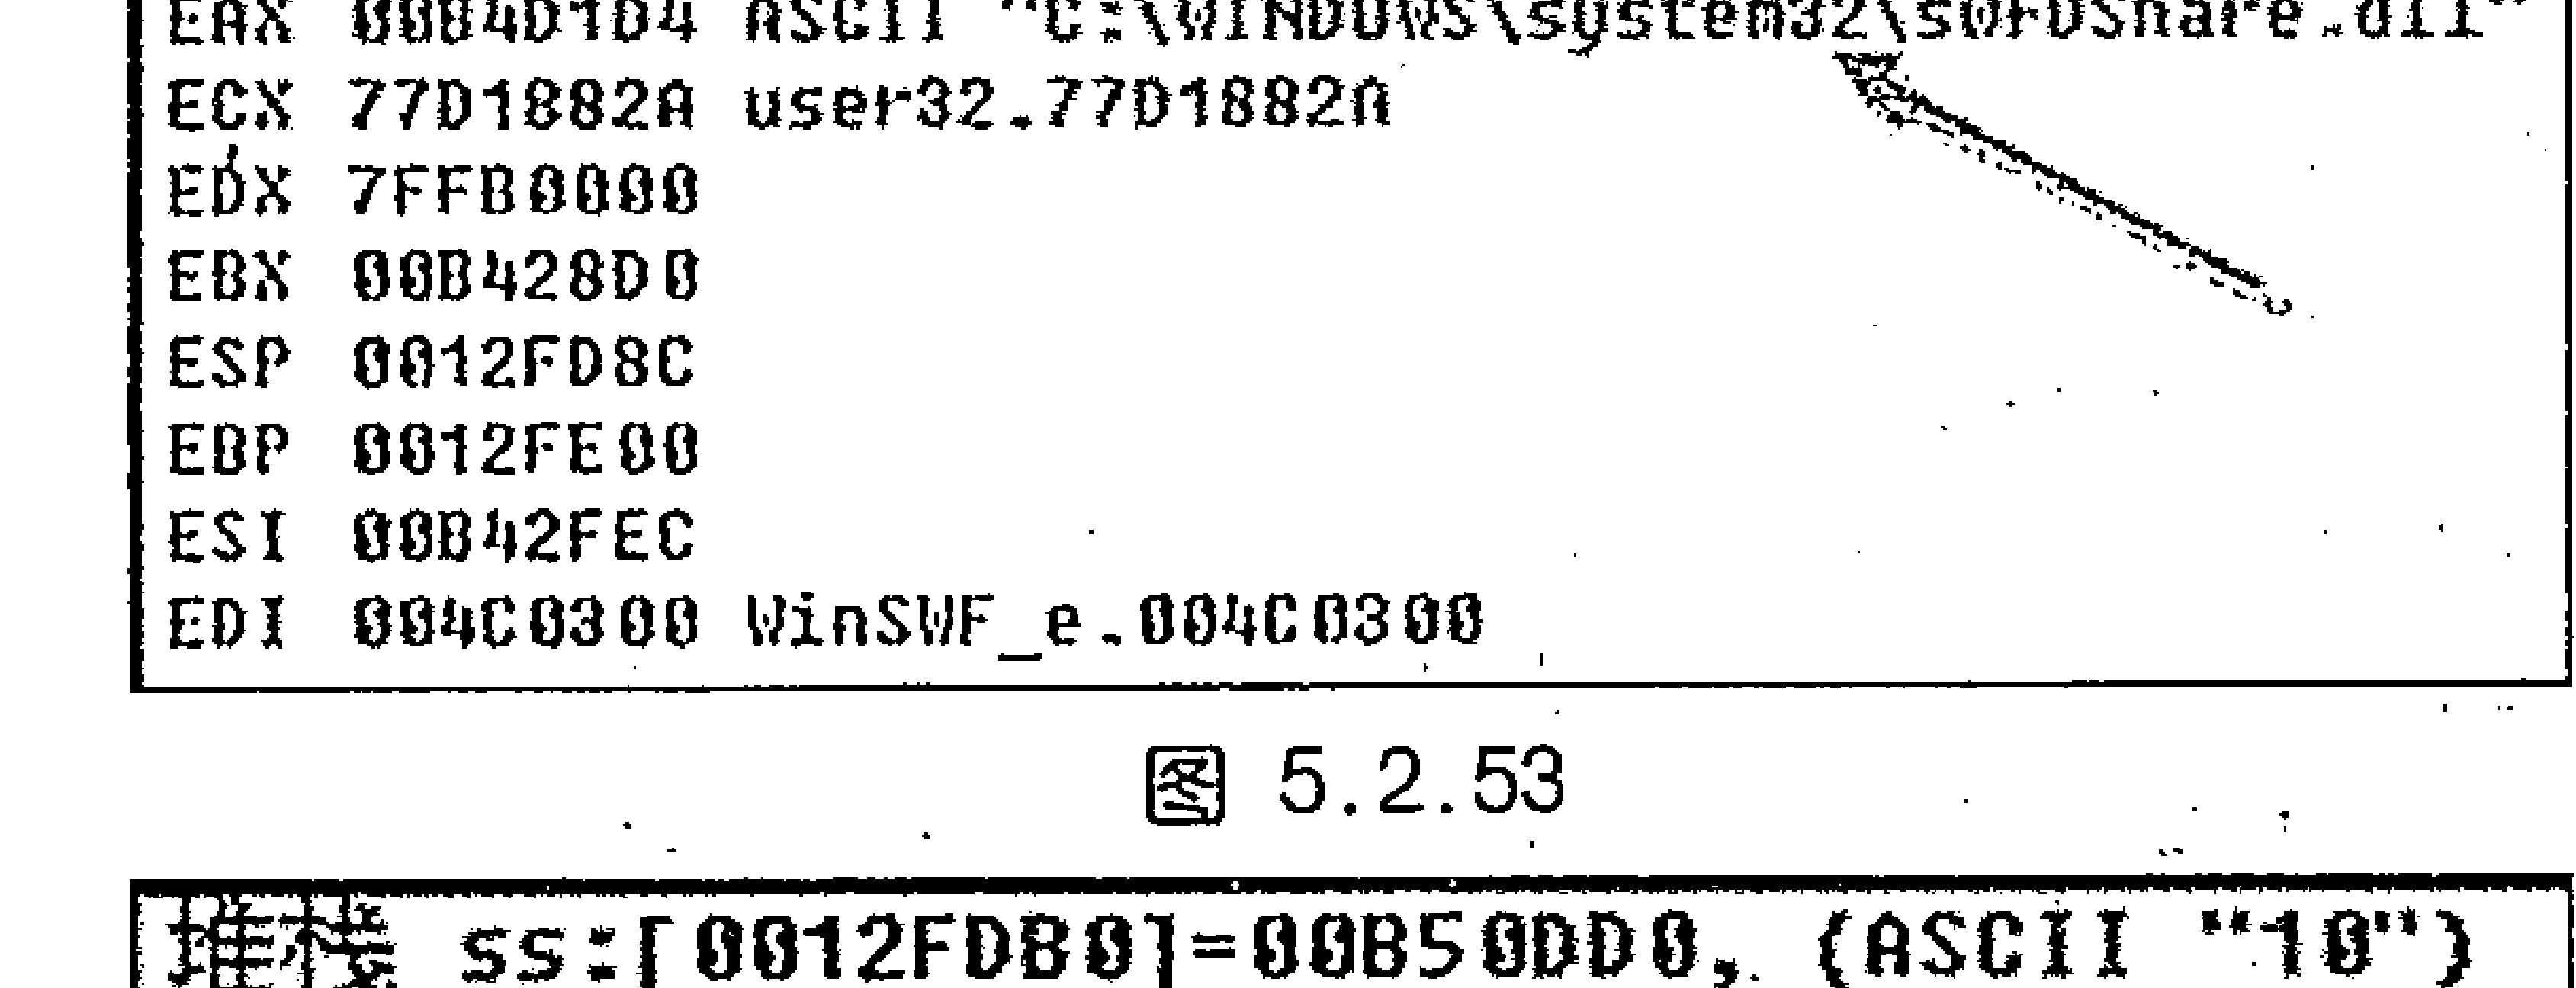 EAX 00B4D1D4 ASCII "C:\WINDOWS\system32\sWfDShare.dll"
ECX 77D1882A user32.77D1882A
EDX 7FFB0000
EBX 00B428D0
ESP 0012FD8C
EBP 0012FE00
ESI 00B42FEC
EDI 004C0300 WinSWF_e.004C0300
图 5.2.53
堆栈 ss:[0012FDB0]=00B50DD0, (ASCII "10")